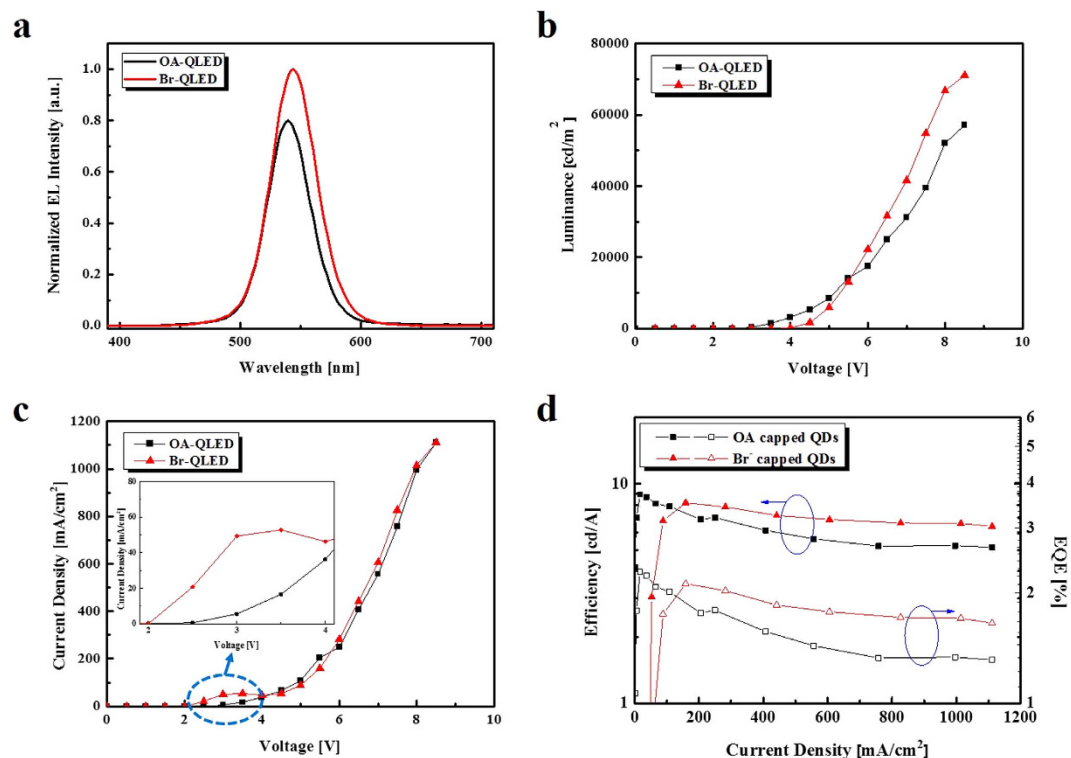 a
OA-QLED
Br-QLED
Normalized EL Intensity [a.u.]
1.0
0.8
0.6
0.4
0.2
0.0
400
500
600
700
Wavelength [nm]
b
OA-QLED
Br-QLED
Luminance [cd/m²]
80000
60000
40000
20000
0
0
2
4
6
8
10
Voltage [V]
c
OA-QLED
Br-QLED
Current Density [mA/cm²]
1200
1000
800
600
400
200
0
Current Density [mA/cm²]
80
60
40
20
0
2
3
4
Voltage [V]
0
2
4
6
8
10
Voltage [V]
d
OA capped QDs
Br⁻ capped QDs
Efficiency [cd/A]
10
1
EQE [%]
6
5
4
3
2
1
0
200
400
600
800
1000
1200
Current Density [mA/cm²]